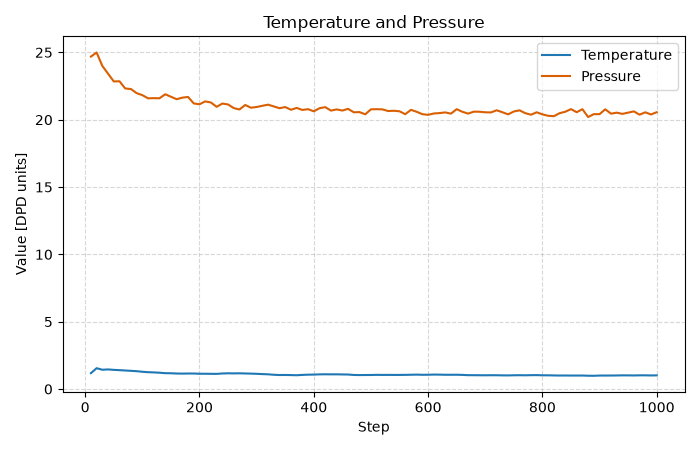 Temperature and Pressure
Temperature
Pressure
Value [DPD units]
25
20
15
10
5
0
0 200 400 600 800 1000
Step